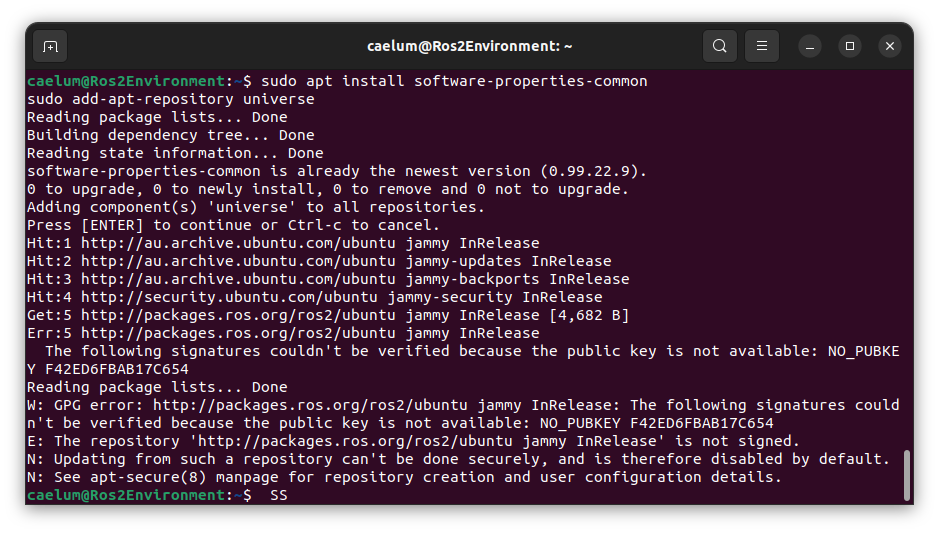 caelum@Ros2Environment: ~
caelum@Ros2Environment:~$ sudo apt install software-properties-common
sudo add-apt-repository universe
Reading package lists... Done
Building dependency tree... Done
Reading state information... Done
software-properties-common is already the newest version (0.99.22.9).
0 to upgrade, 0 to newly install, 0 to remove and 0 not to upgrade.
Adding component(s) 'universe' to all repositories.
Press [ENTER] to continue or Ctrl-c to cancel.
Hit:1 http://au.archive.ubuntu.com/ubuntu jammy InRelease
Hit:2 http://au.archive.ubuntu.com/ubuntu jammy-updates InRelease
Hit:3 http://au.archive.ubuntu.com/ubuntu jammy-backports InRelease
Hit:4 http://security.ubuntu.com/ubuntu jammy-security InRelease
Get:5 http://packages.ros.org/ros2/ubuntu jammy InRelease [4,682 B]
Err:5 http://packages.ros.org/ros2/ubuntu jammy InRelease
  The following signatures couldn't be verified because the public key is not available: NO_PUBKE
Y F42ED6FBAB17C654
Reading package lists... Done
W: GPG error: http://packages.ros.org/ros2/ubuntu jammy InRelease: The following signatures could
n't be verified because the public key is not available: NO_PUBKEY F42ED6FBAB17C654
E: The repository 'http://packages.ros.org/ros2/ubuntu jammy InRelease' is not signed.
N: Updating from such a repository can't be done securely, and is therefore disabled by default.
N: See apt-secure(8) manpage for repository creation and user configuration details.
caelum@Ros2Environment:~$  SS